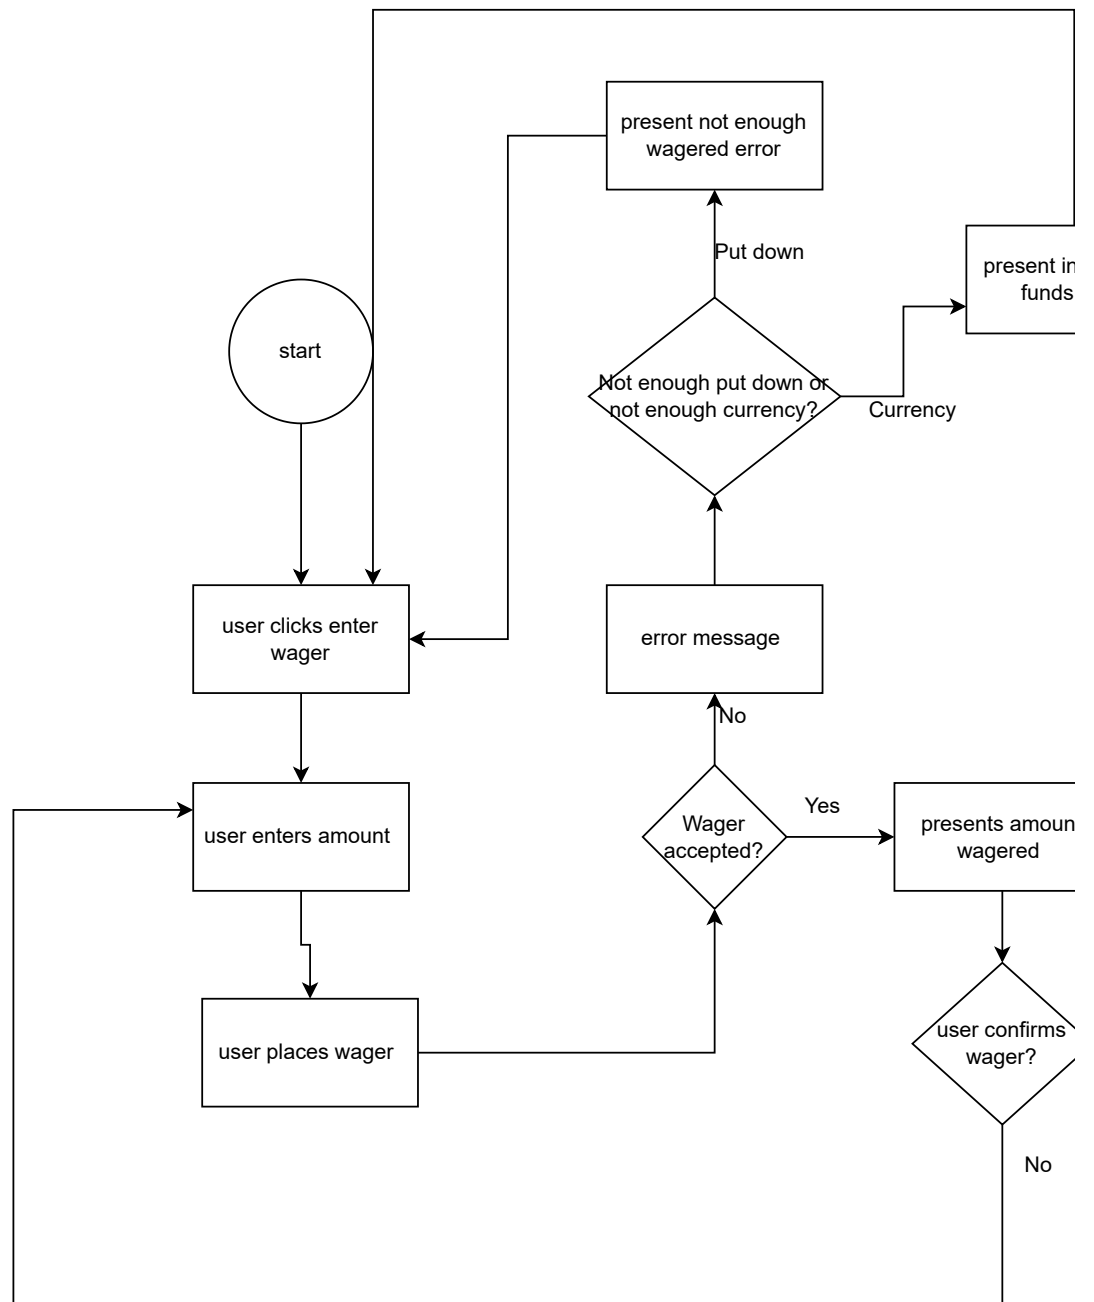 present not enough
wagered error
Put down
present in
funds
start
Not enough put down or
not enough currency?
Currency
user clicks enter
wager
error message
No
user enters amount
Wager
accepted?
Yes
presents amoun
wagered
user places wager
user confirms
wager?
No